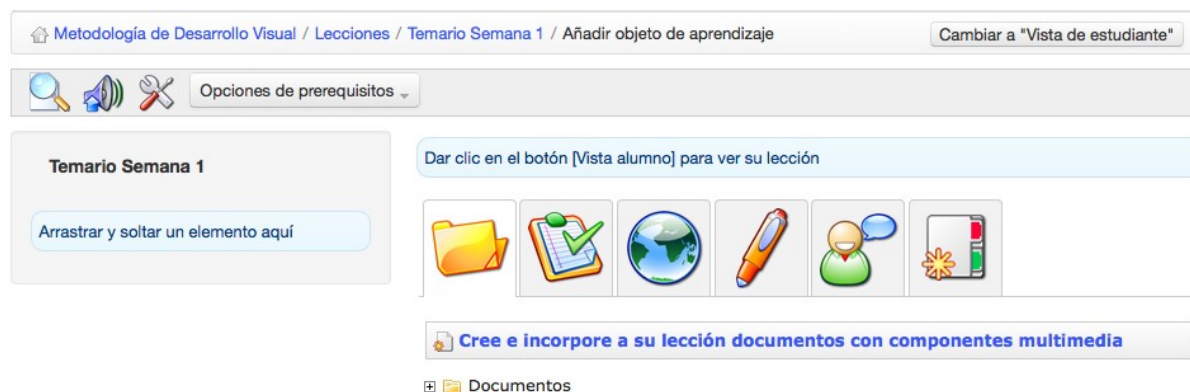 Metodología de Desarrollo Visual / Lecciones / Temario Semana 1 / Añadir objeto de aprendizaje
Cambiar a "Vista de estudiante"
Opciones de prerequisitos
Temario Semana 1
Arrastrar y soltar un elemento aquí
Dar clic en el botón [Vista alumno] para ver su lección
Cree e incorpore a su lección documentos con componentes multimedia
Documentos